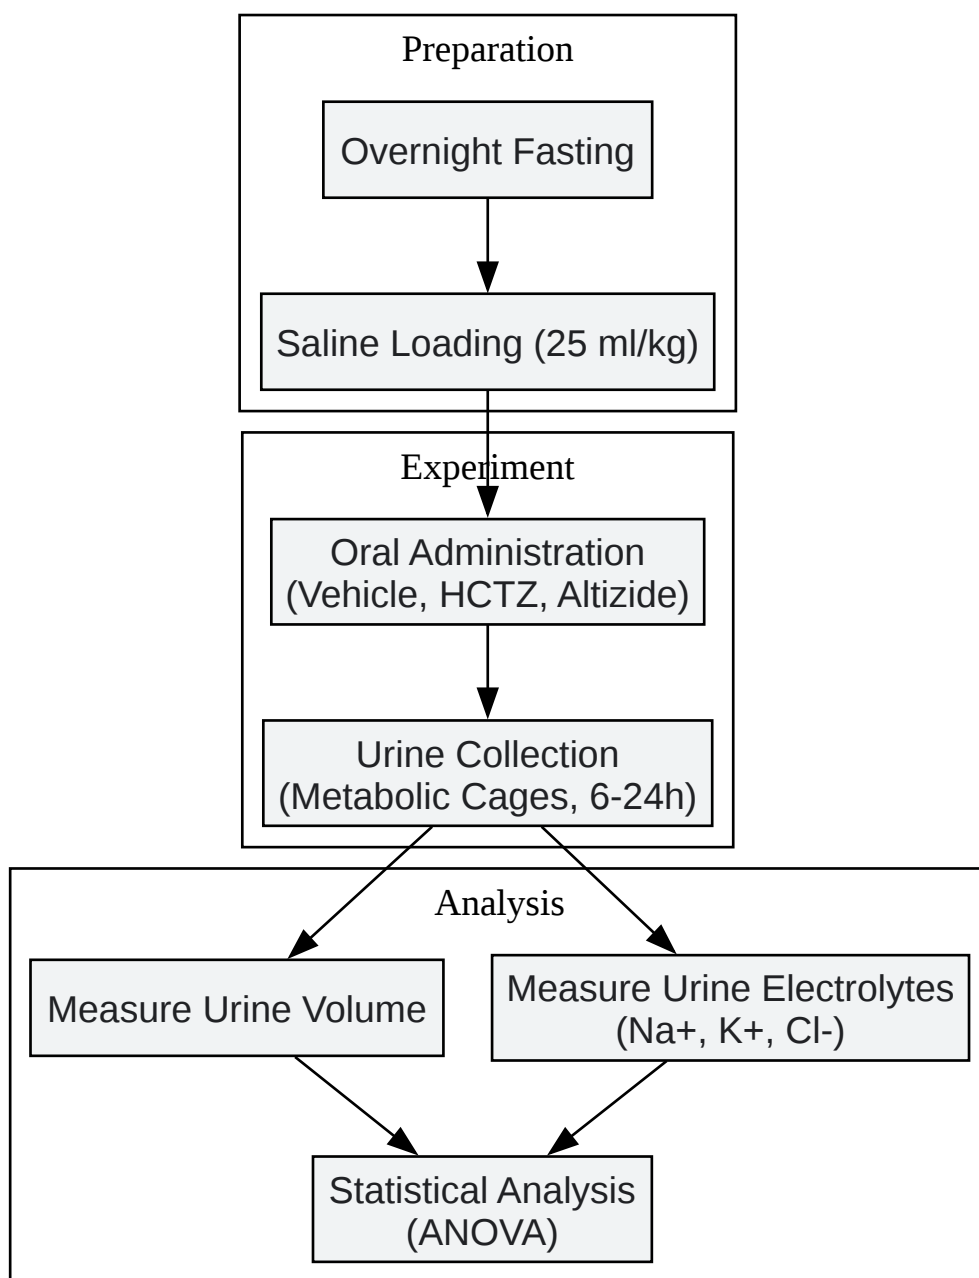 Preparation
Overnight Fasting
Saline Loading (25 ml/kg)
Experiment
Oral Administration
(Vehicle, HCTZ, Altizide)
Urine Collection
(Metabolic Cages, 6-24h)
Analysis
Measure Urine Volume
Measure Urine Electrolytes
(Na+, K+, Cl-)
Statistical Analysis
(ANOVA)